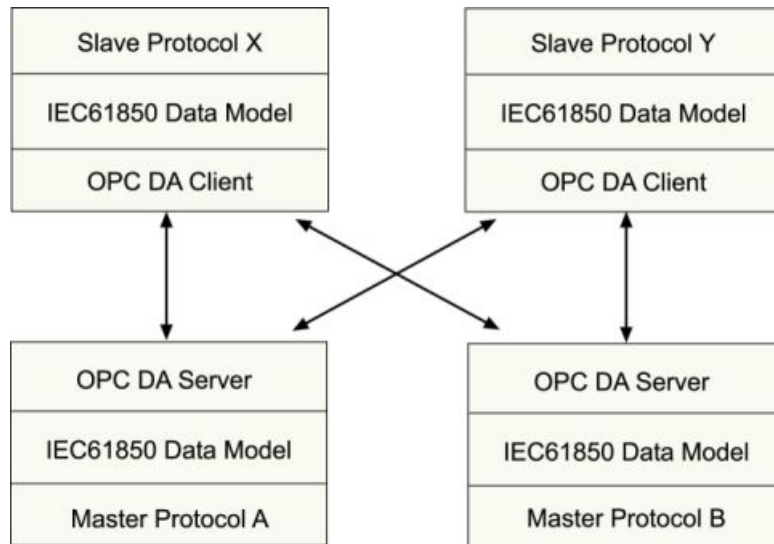 Slave Protocol X
IEC61850 Data Model
OPC DA Client
Slave Protocol Y
IEC61850 Data Model
OPC DA Client
OPC DA Server
IEC61850 Data Model
Master Protocol A
OPC DA Server
IEC61850 Data Model
Master Protocol B